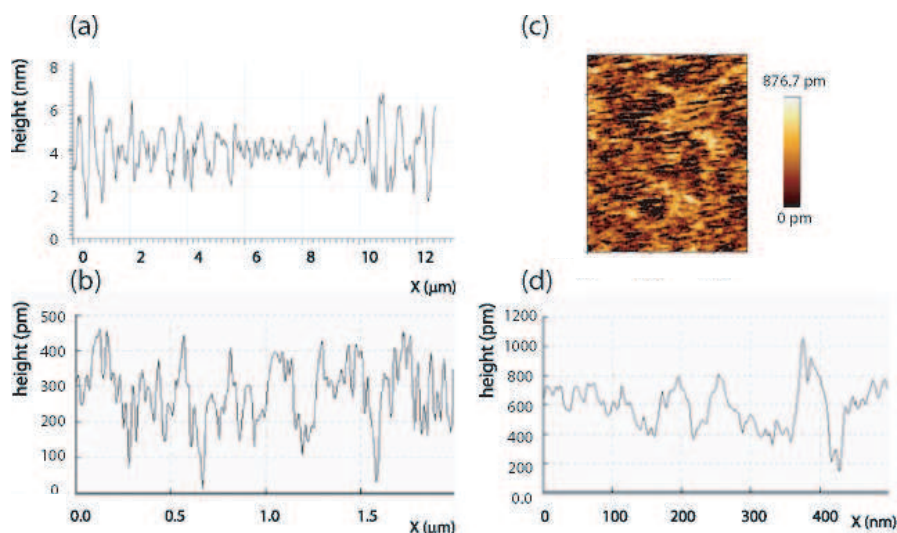 (a)
height (nm)
8
6
4
2
0
0 2 4 6 8 10 12
X (μm)
(c)
876.7 pm
0 pm
(b)
height (pm)
500
400
300
200
100
0
0.0 0.5 1.0 1.5
X (μm)
(d)
height (pm)
1200
1000
800
600
400
200
0.0
0 100 200 300 400 X (nm)